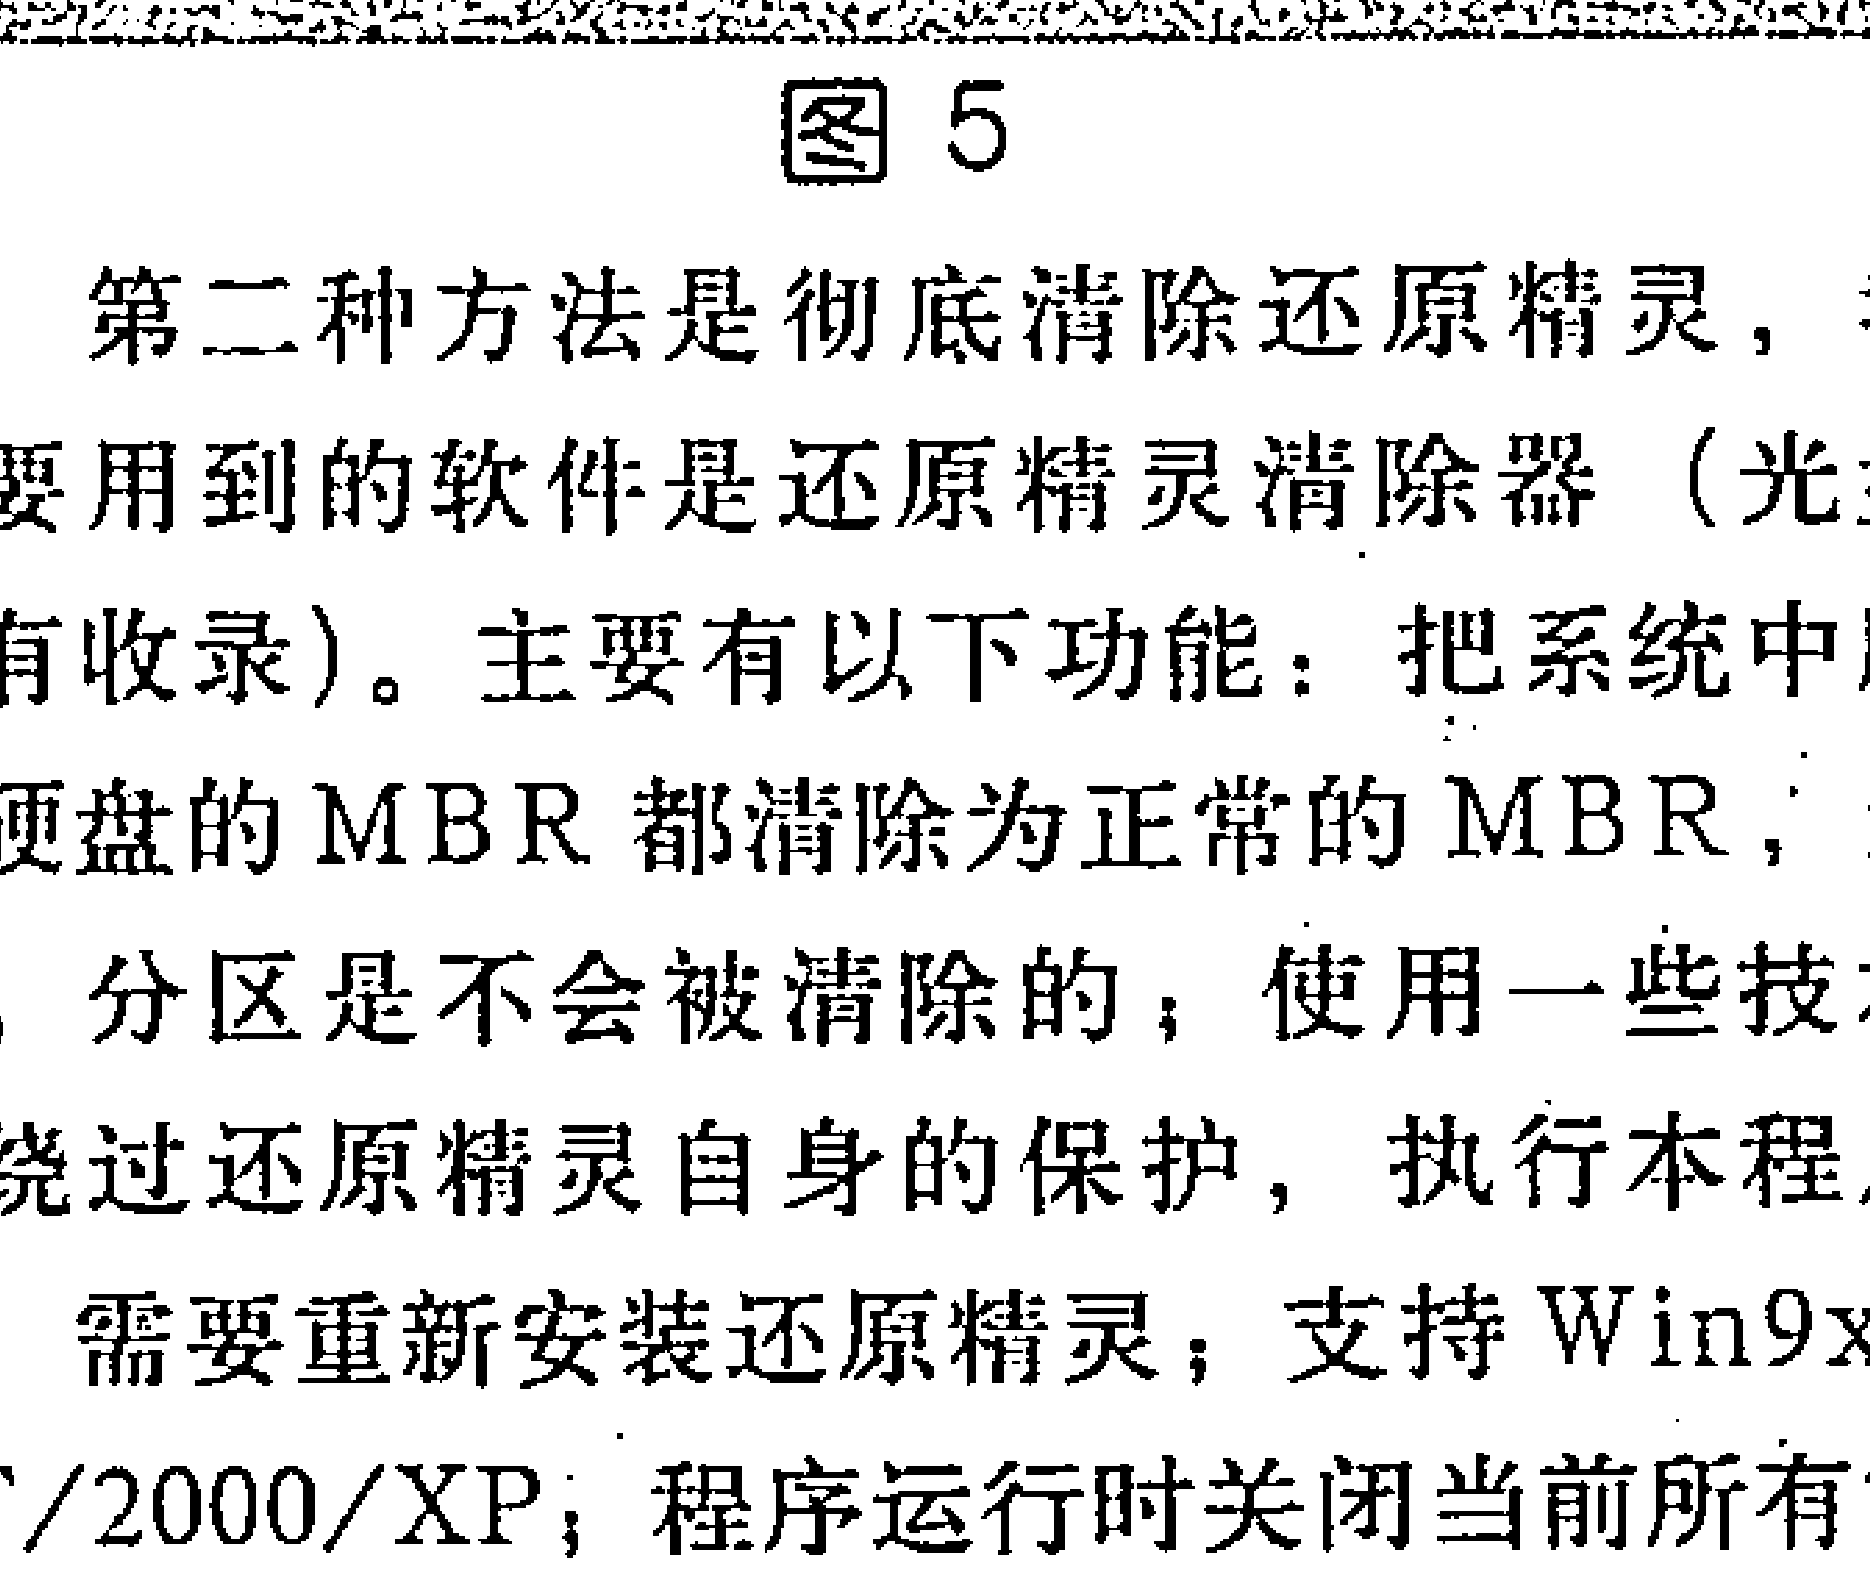 图 5
第二种方法是彻底清除还原精灵，
要用到的软件是还原精灵清除器（光
有收录）。主要有以下功能：把系统中
硬盘的MBR都清除为正常的MBR，
分区是不会被清除的；使用一些技
绕过还原精灵自身的保护，执行本程
需要重新安装还原精灵；支持Win9x
/2000/XP；程序运行时关闭当前所有